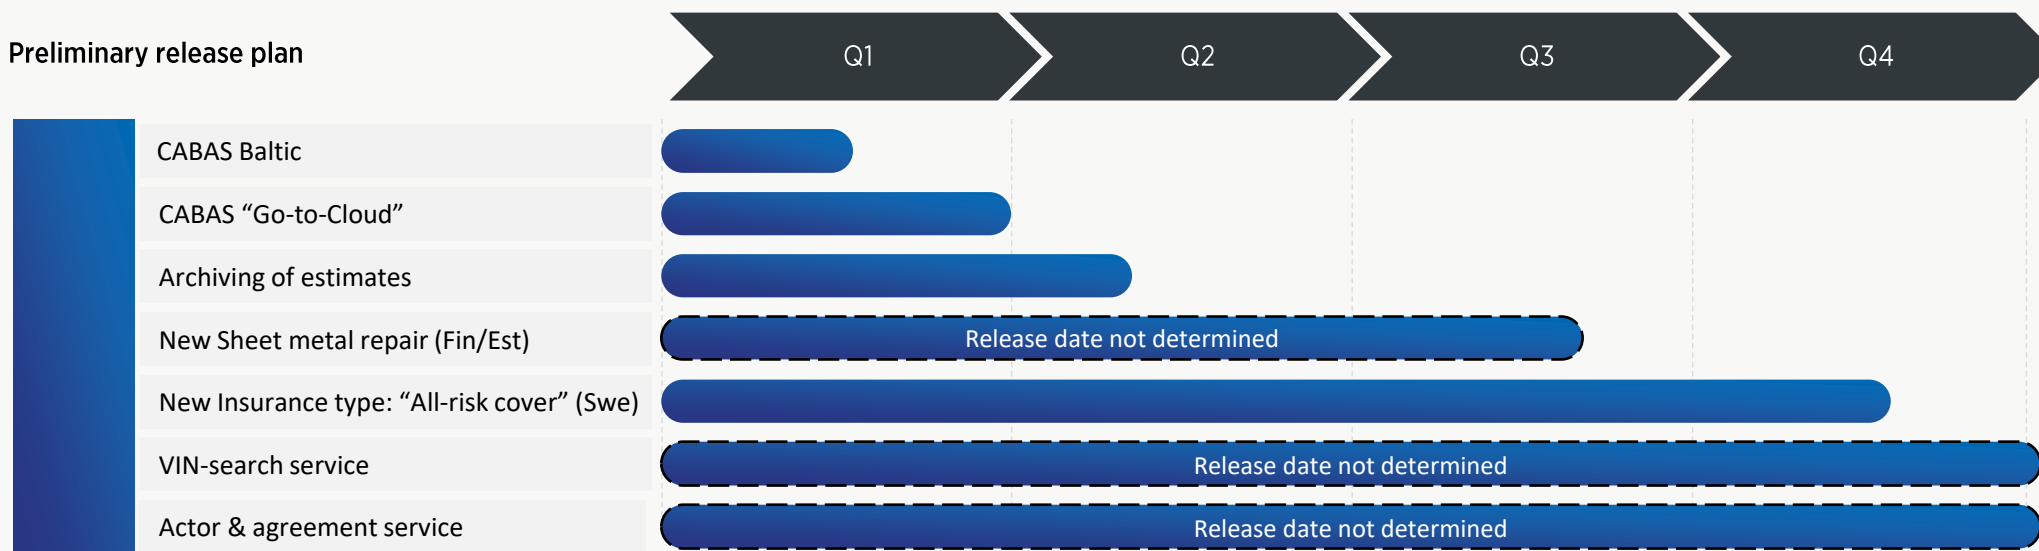 Preliminary release plan
Q1
Q2
Q3
Q4
CABAS Baltic
CABAS “Go-to-Cloud”
Archiving of estimates
New Sheet metal repair (Fin/Est)
Release date not determined
New Insurance type: “All-risk cover” (Swe)
VIN-search service
Release date not determined
Actor & agreement service
Release date not determined